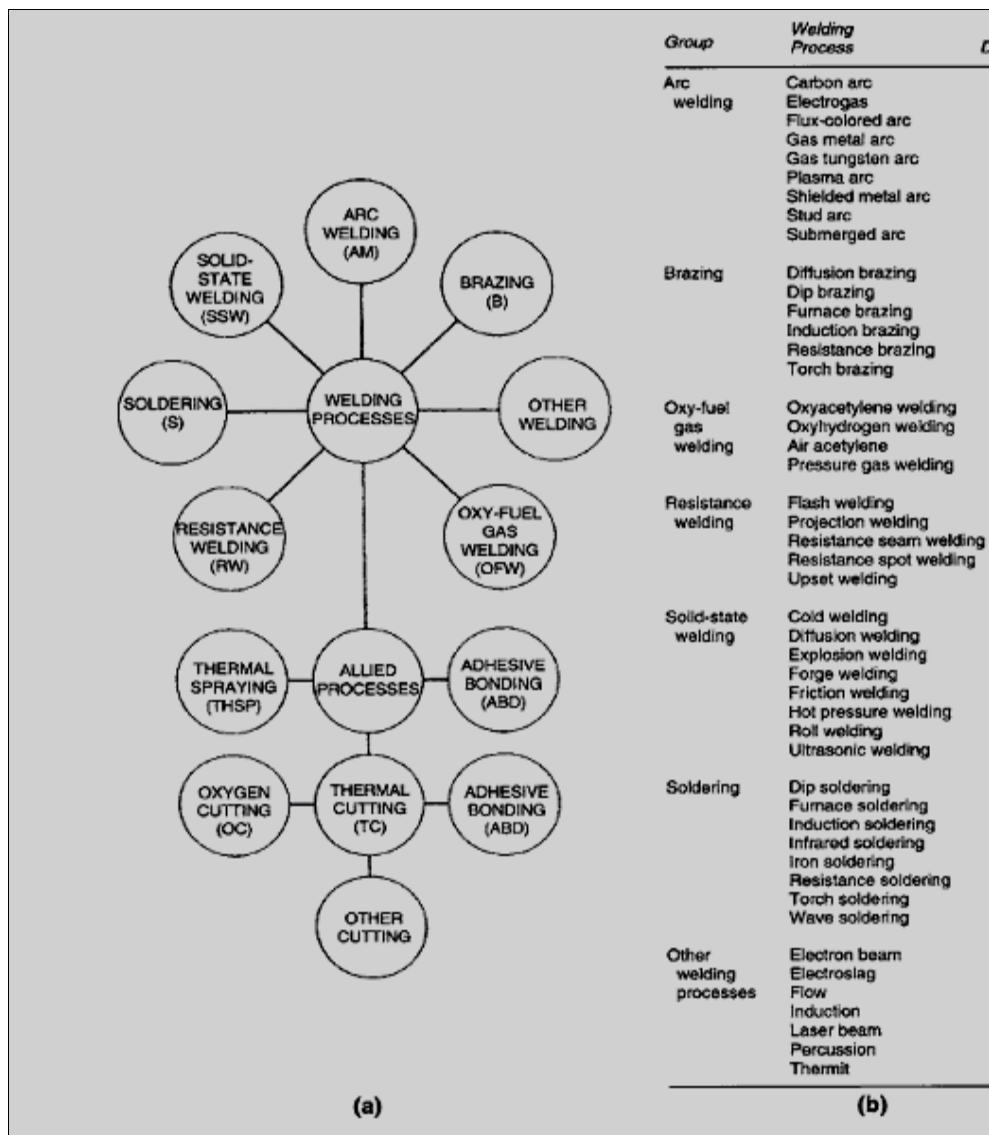 ARC
WELDING
(AM)
SOLID-
STATE
WELDING
(SSW)
BRAZING
(B)
SOLDERING
(S)
WELDING
PROCESSES
OTHER
WELDING
RESISTANCE
WELDING
(RW)
OXY-FUEL
GAS
WELDING
(OFW)
THERMAL
SPRAYING
(THSP)
ALLIED
PROCESSES
ADHESIVE
BONDING
(ABD)
OXYGEN
CUTTING
(OC)
THERMAL
CUTTING
(TC)
ADHESIVE
BONDING
(ABD)
OTHER
CUTTING
(a)
Group Welding Process D
Arc welding
Carbon arc
Electrogas
Flux-colored arc
Gas metal arc
Gas tungsten arc
Plasma arc
Shielded metal arc
Stud arc
Submerged arc
Brazing
Diffusion brazing
Dip brazing
Furnace brazing
Induction brazing
Resistance brazing
Torch brazing
Oxy-fuel gas welding
Oxyacetylene welding
Oxyhydrogen welding
Air acetylene
Pressure gas welding
Resistance welding
Flash welding
Projection welding
Resistance seam welding
Resistance spot welding
Upset welding
Solid-state welding
Cold welding
Diffusion welding
Explosion welding
Forge welding
Friction welding
Hot pressure welding
Roll welding
Ultrasonic welding
Soldering
Dip soldering
Furnace soldering
Induction soldering
Infrared soldering
Iron soldering
Resistance soldering
Torch soldering
Wave soldering
Other welding processes
Electron beam
Electroslag
Flow
Induction
Laser beam
Percussion
Thermit
(b)